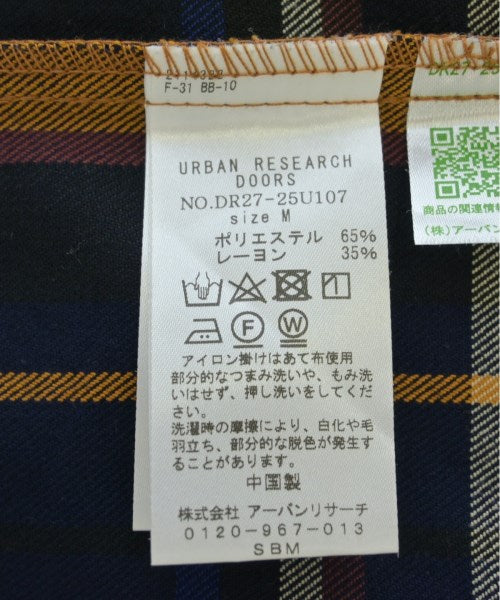 F-31 BB-10
URBAN RESEARCH
DOORS
NO.DR27-25U107
size M
ポリエステル 65%
レーヨン 35%
F W
アイロン掛けはあて布使用
部分的なつまみ洗いや、もみ洗
いはせず、押し洗いをしてくだ
さい。
洗濯時の摩擦により、白化や毛
羽立ち、部分的な脱色が発生す
ることがあります。
中国製
株式会社 アーバンリサーチ
0120-967-013
SBM
DR27-25
商品の関連情報
(株)アーバン